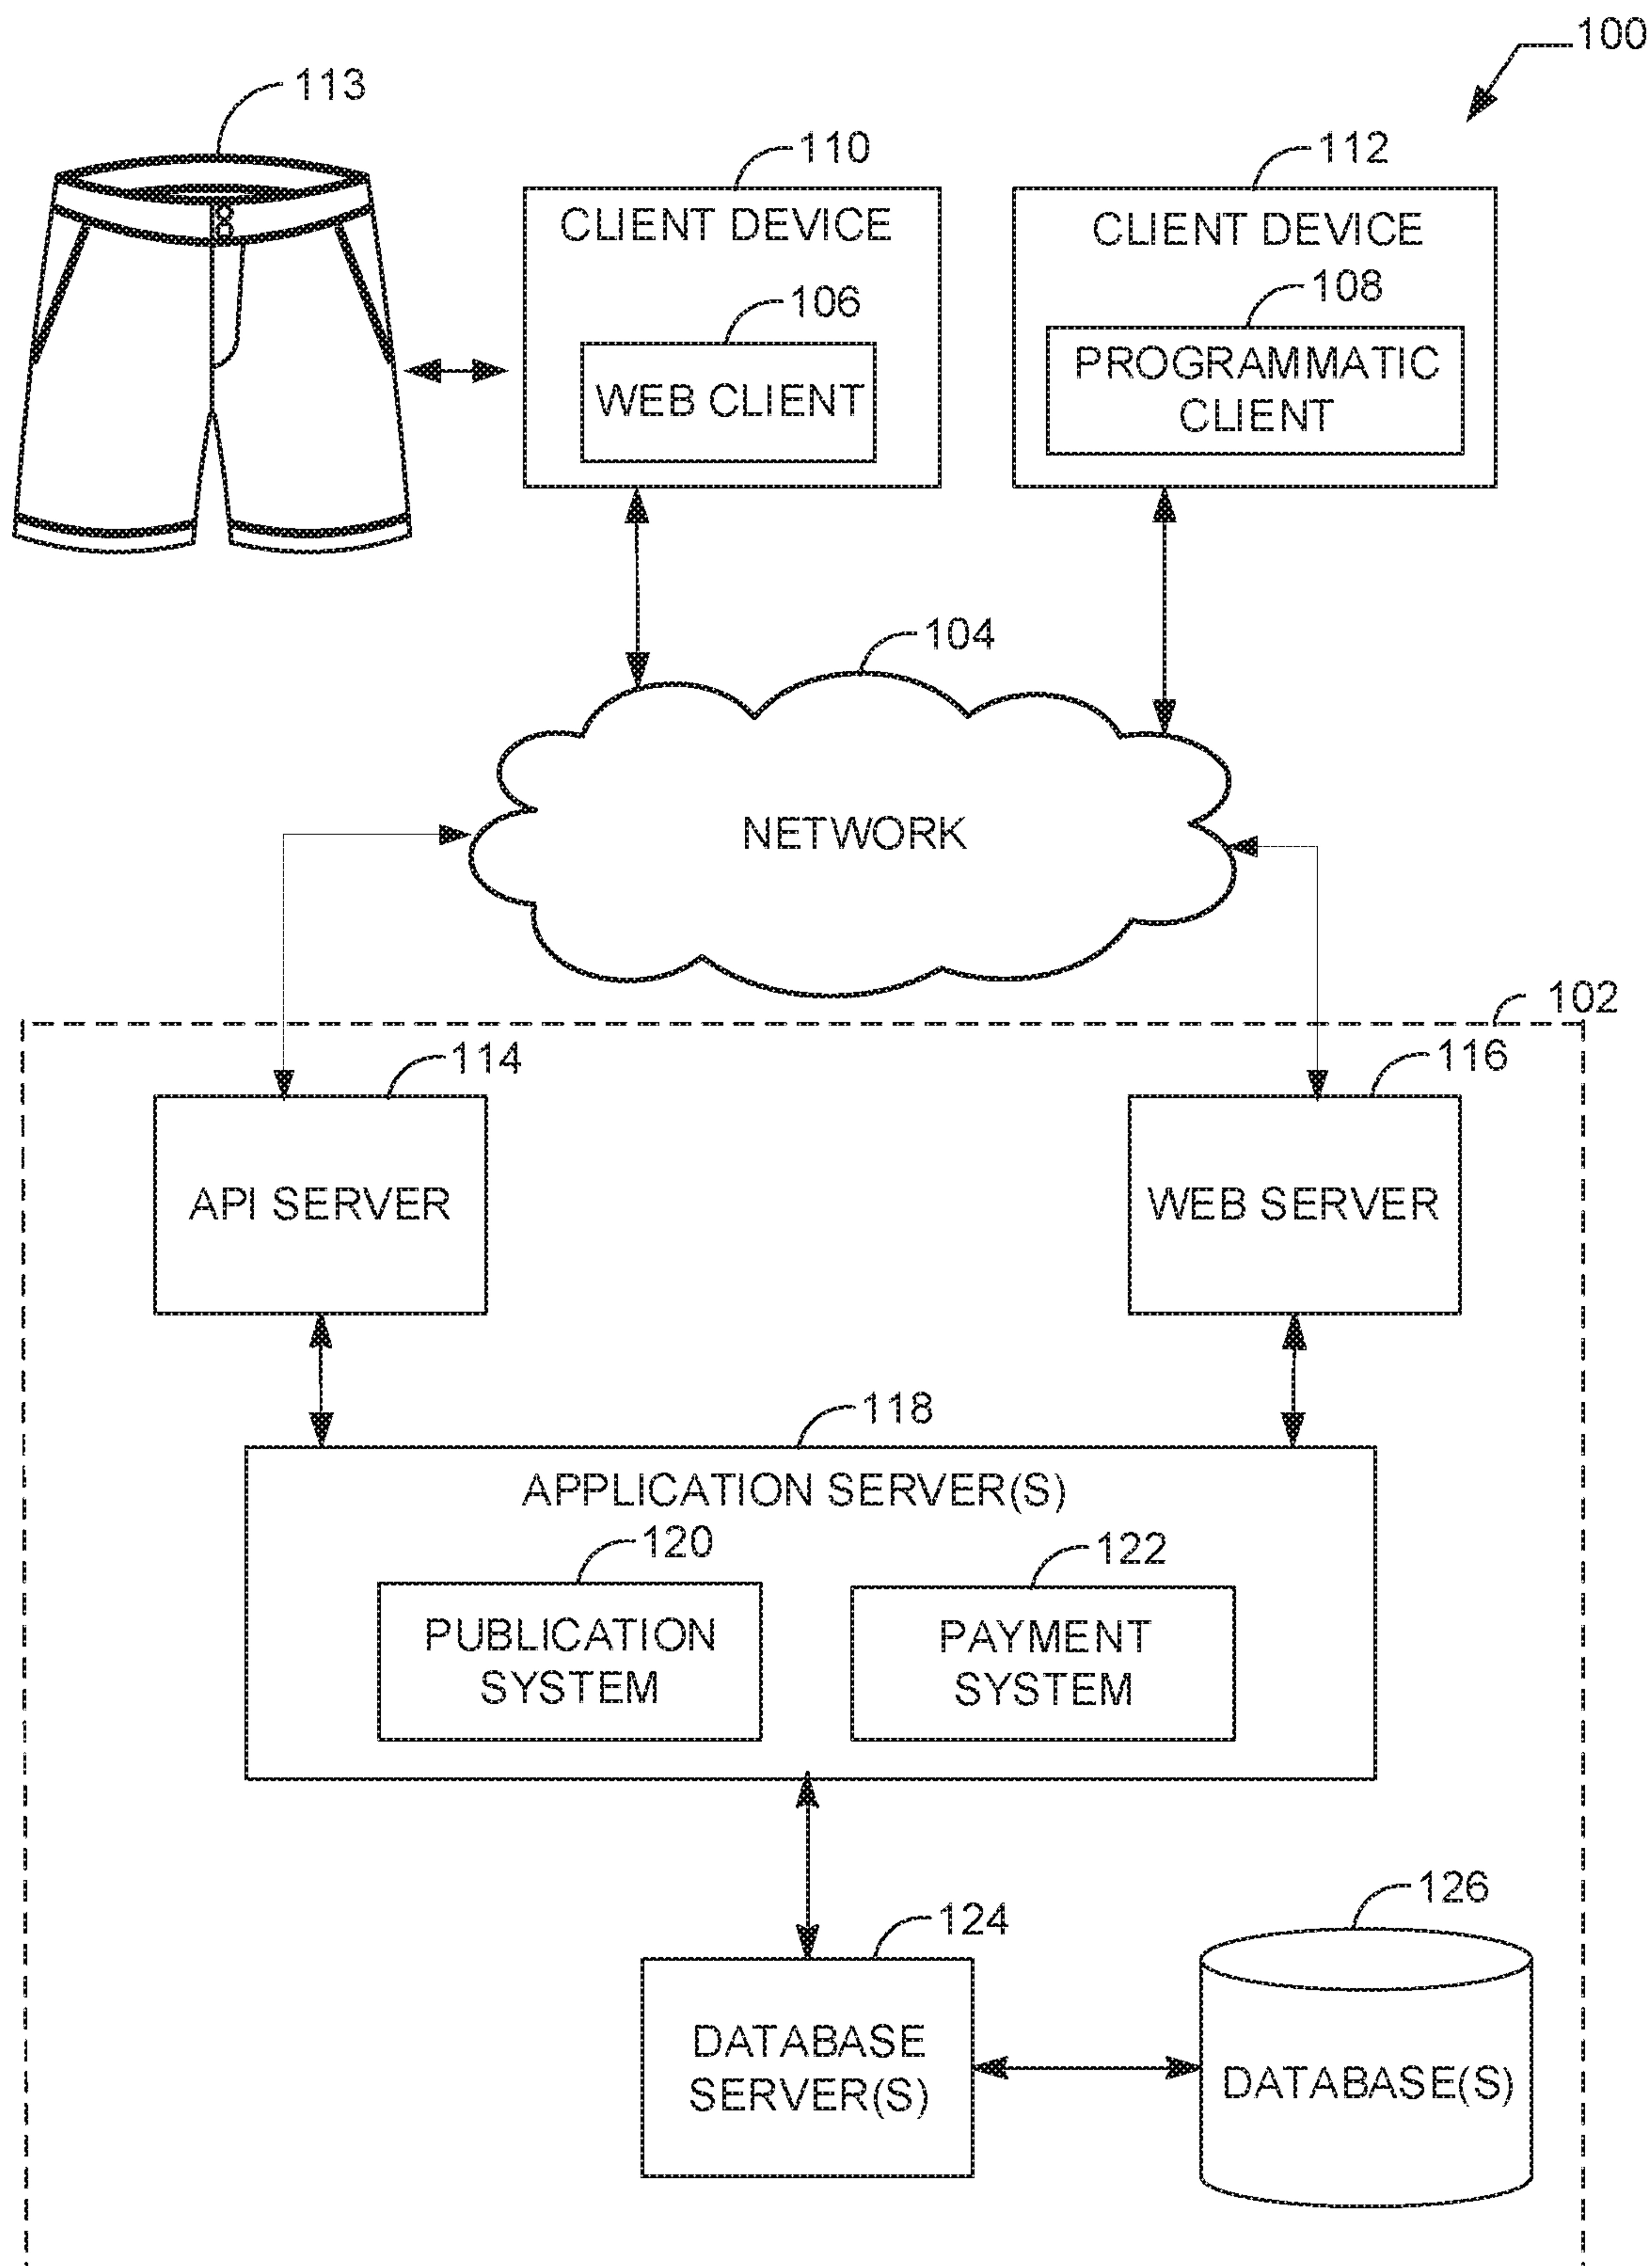 100
113
110
112
CLIENT DEVICE
CLIENT DEVICE
106
108
WEB CLIENT
PROGRAMMATIC
CLIENT
104
NETWORK
102
114
116
API SERVER
WEB SERVER
118
APPLICATION SERVER(S)
120
122
PUBLICATION
SYSTEM
PAYMENT
SYSTEM
124
126
DATABASE
SERVER(S)
DATABASE(S)